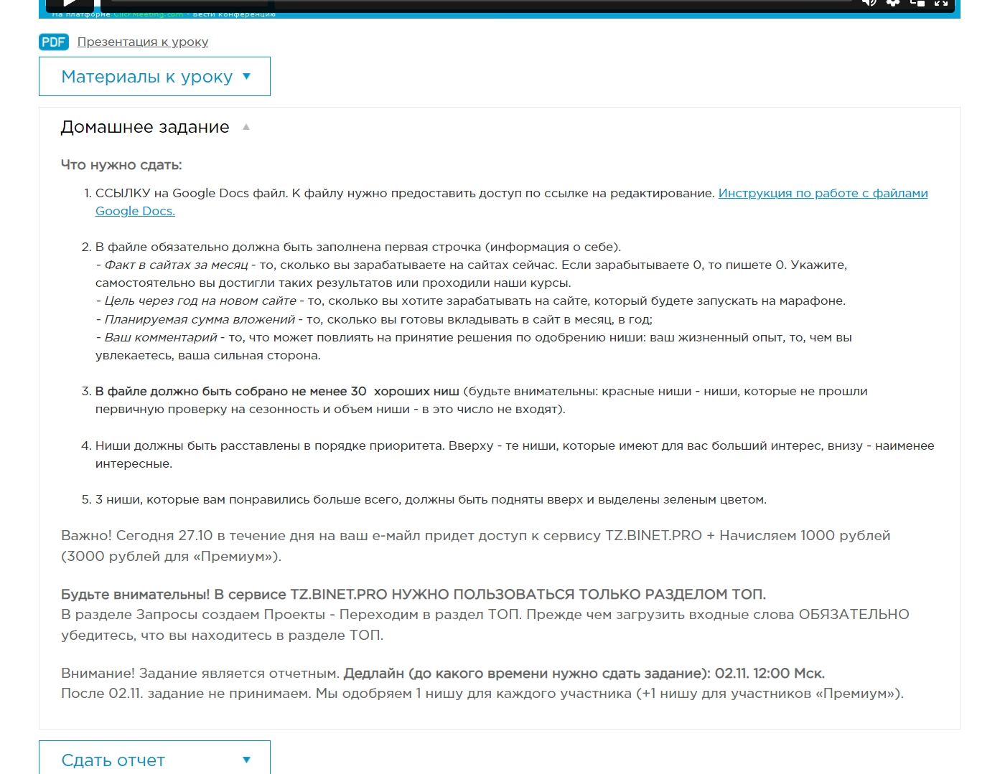 На платформе ClickMeeting.com - Вести конференцию
PDF Презентация к уроку
Материалы к уроку
Домашнее задание
Что нужно сдать:
1. ССЫЛКУ на Google Docs файл. К файлу нужно предоставить доступ по ссылке на редактирование. Инструкция по работе с файлами
Google Docs.
2. В файле обязательно должна быть заполнена первая строчка (информация о себе).
- Факт в сайтах за месяц - то, сколько вы зарабатываете на сайтах сейчас. Если зарабытываете 0, то пишете 0. Укажите,
самостоятельно вы достигли таких результатов или проходили наши курсы.
- Цель через год на новом сайте - то, сколько вы хотите зарабатывать на сайте, который будете запускать на марафоне.
- Планируемая сумма вложений - то, сколько вы готовы вкладывать в сайт в месяц, в год;
- Ваш комментарий - то, что может повлиять на принятие решения по одобрению ниши: ваш жизненный опыт, то, чем вы
увлекаетесь, ваша сильная сторона.
3. В файле должно быть собрано не менее 30 хороших ниш (будьте внимательны: красные ниши - ниши, которые не прошли
первичную проверку на сезонность и объем ниши - в это число не входят).
4. Ниши должны быть расставлены в порядке приоритета. Вверху - те ниши, которые имеют для вас больший интерес, внизу - наименее
интересные.
5. 3 ниши, которые вам понравились больше всего, должны быть подняты вверх и выделены зеленым цветом.
Важно! Сегодня 27.10 в течение дня на ваш е-майл придет доступ к сервису TZ.BINET.PRO + Начисляем 1000 рублей
(3000 рублей для «Премиум»).
Будьте внимательны! В сервисе TZ.BINET.PRO НУЖНО ПОЛЬЗОВАТЬСЯ ТОЛЬКО РАЗДЕЛОМ ТОП.
В разделе Запросы создаем Проекты - Переходим в раздел ТОП. Прежде чем загрузить входные слова ОБЯЗАТЕЛЬНО
убедитесь, что вы находитесь в разделе ТОП.
Внимание! Задание является отчетным. Дедлайн (до какого времени нужно сдать задание): 02.11. 12:00 Мск.
После 02.11. задание не принимаем. Мы одобряем 1 нишу для каждого участника (+1 нишу для участников «Премиум»).
Сдать отчет